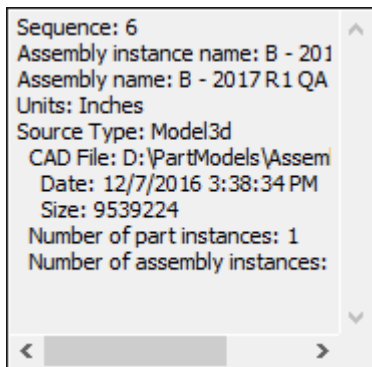 Sequence: 6
Assembly instance name: B - 201
Assembly name: B - 2017 R1 QA
Units: Inches
Source Type: Model3d
CAD File: D:\PartModels\Assem
Date: 12/7/2016 3:38:34 PM
Size: 9539224
Number of part instances: 1
Number of assembly instances: